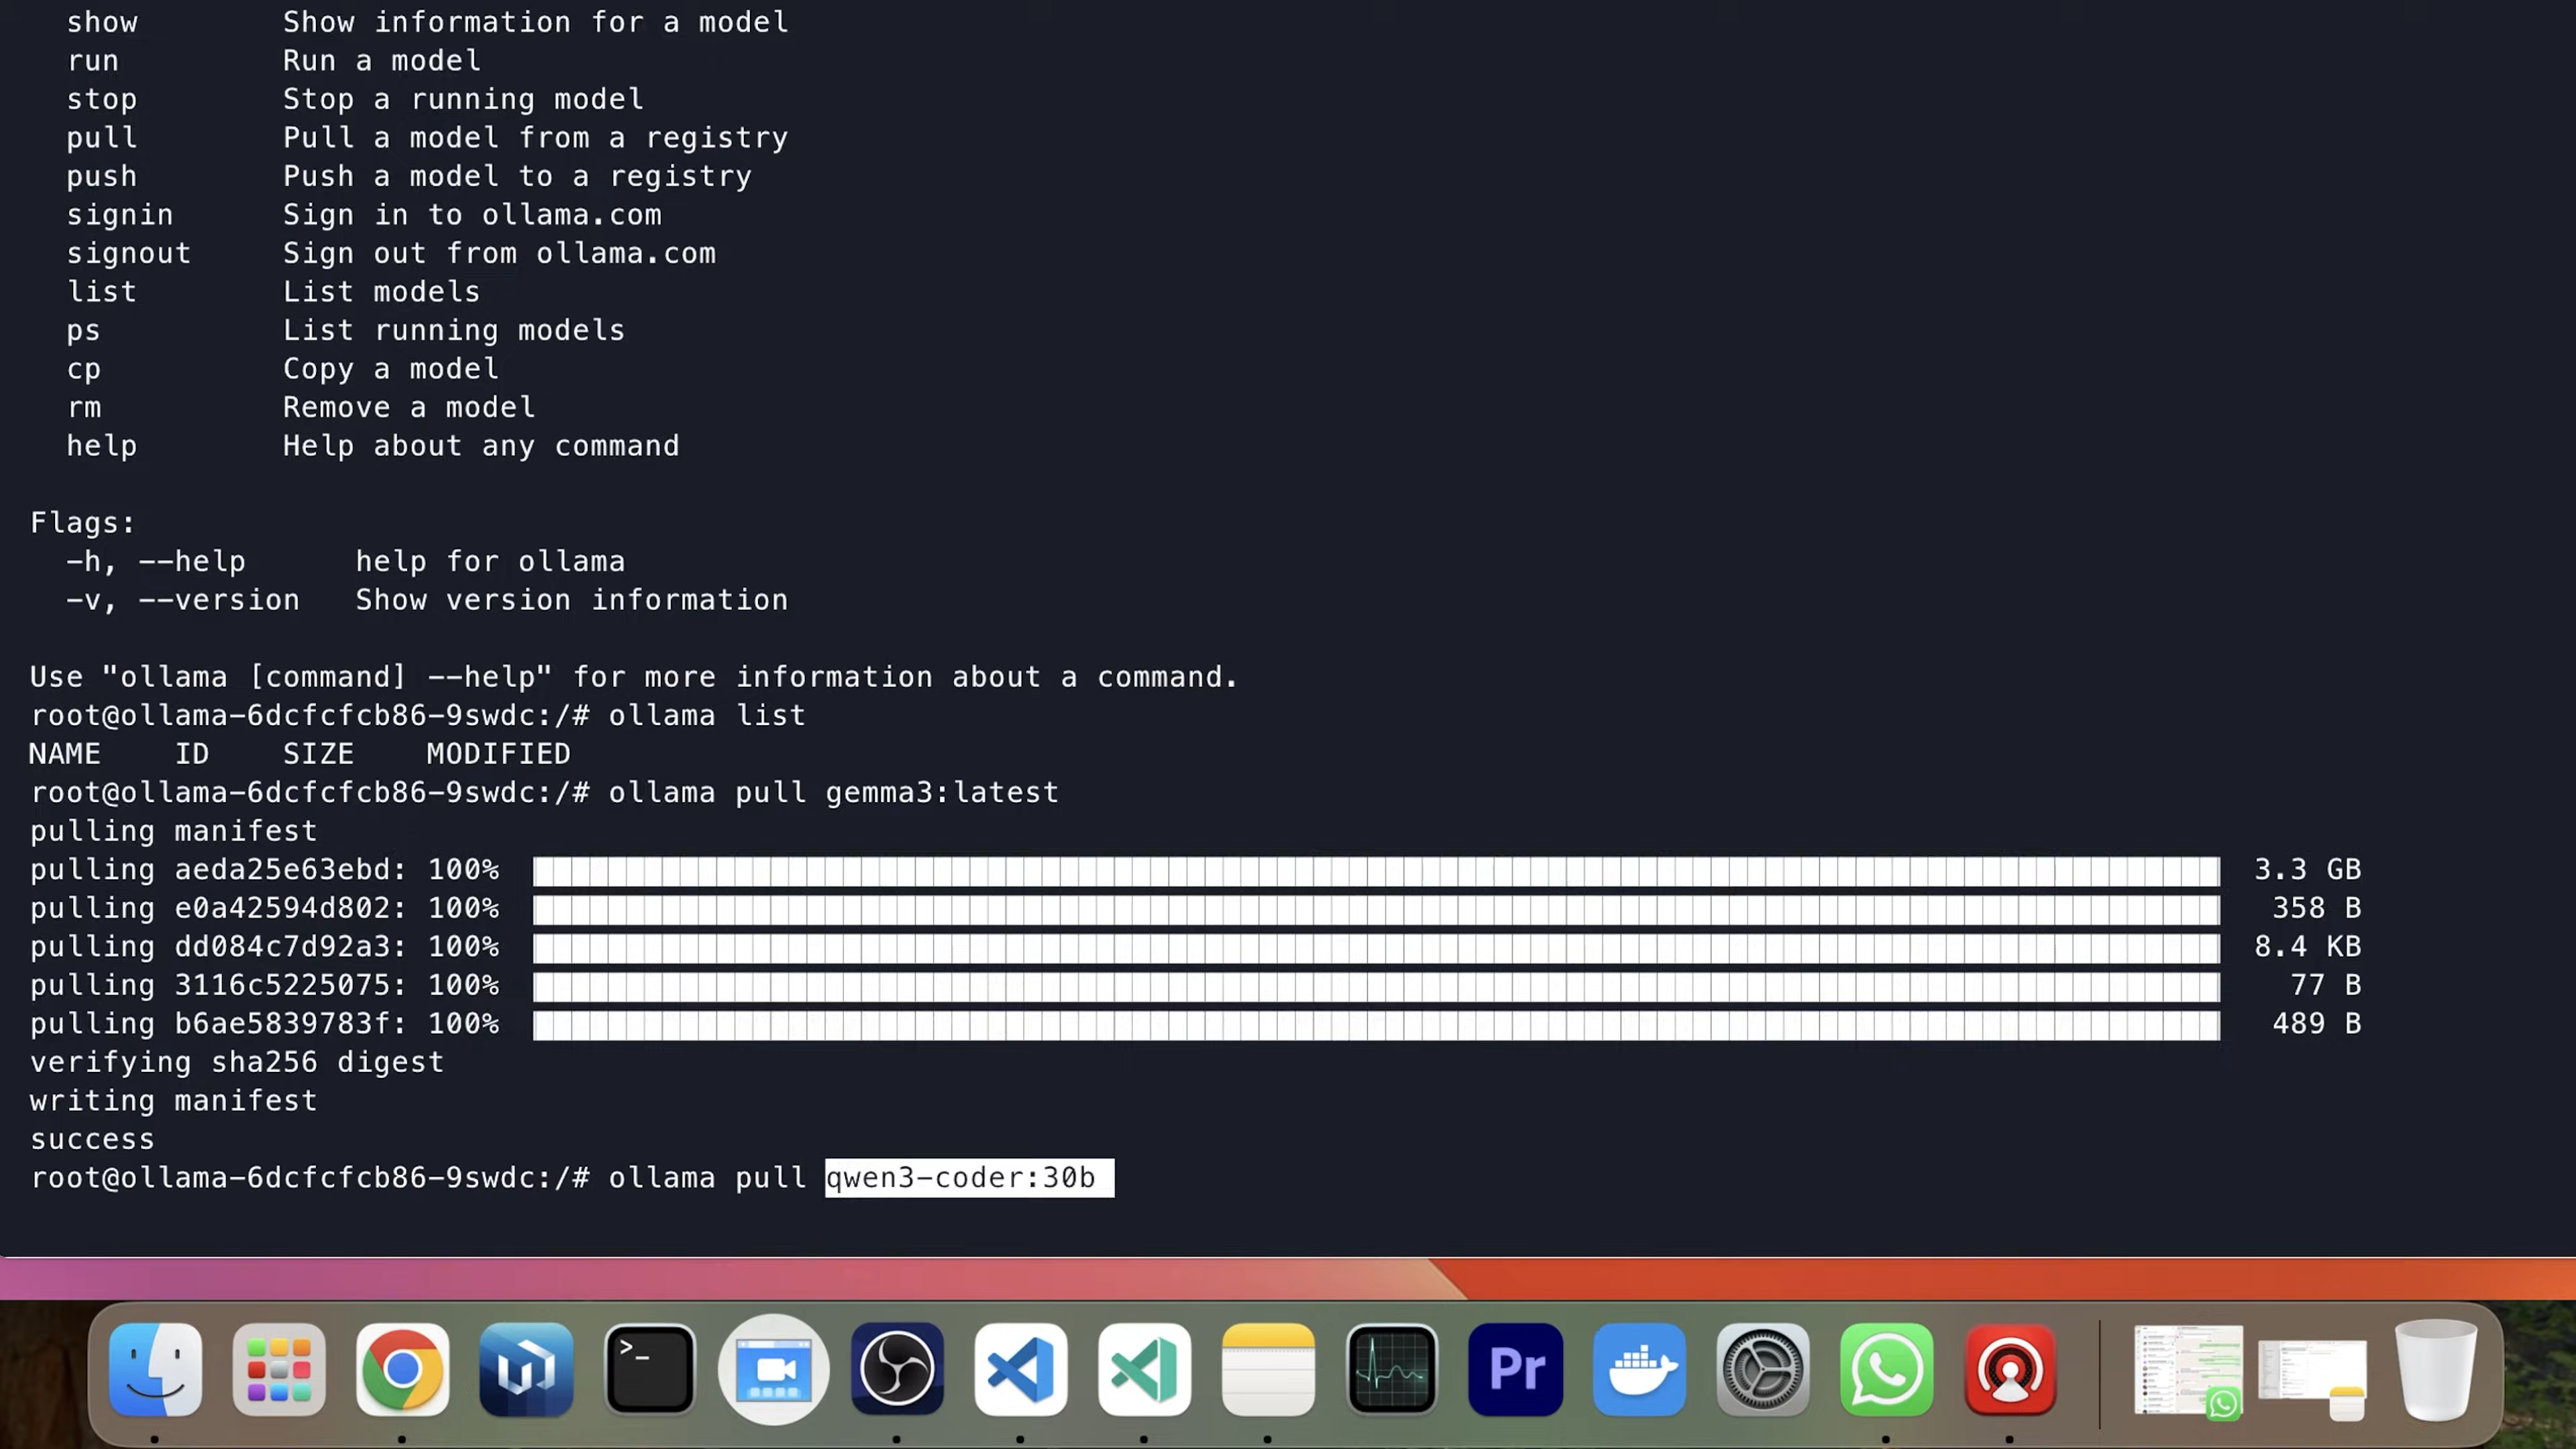 show Show information for a model
run Run a model
stop Stop a running model
pull Pull a model from a registry
push Push a model to a registry
signin Sign in to ollama.com
signout Sign out from ollama.com
list List models
ps List running models
cp Copy a model
rm Remove a model
help Help about any command
Flags:
-h, --help help for ollama
-v, --version Show version information
Use "ollama [command] --help" for more information about a command.
root@ollama-6dcfcfcb86-9swdc:/# ollama list
NAME ID SIZE MODIFIED
root@ollama-6dcfcfcb86-9swdc:/# ollama pull gemma3:latest
pulling manifest
pulling aeda25e63ebd: 100% 3.3 GB
pulling e0a42594d802: 100% 358 B
pulling dd084c7d92a3: 100% 8.4 KB
pulling 3116c5225075: 100% 77 B
pulling b6ae5839783f: 100% 489 B
verifying sha256 digest
writing manifest
success
root@ollama-6dcfcfcb86-9swdc:/# ollama pull qwen3-coder:30b
>_
Pr